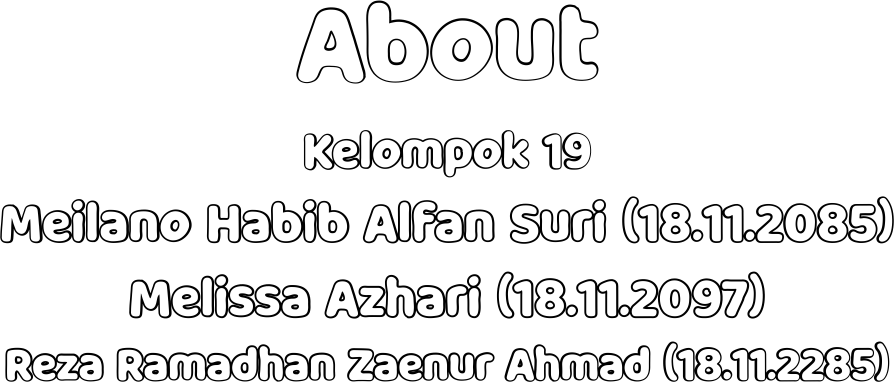 About
Kelompok 19
Meilano Habib Alfan Suri (18.11.2085)
Melissa Azhari (18.11.2097)
Reza Ramadhan Zaenur Ahmad (18.11.2285)